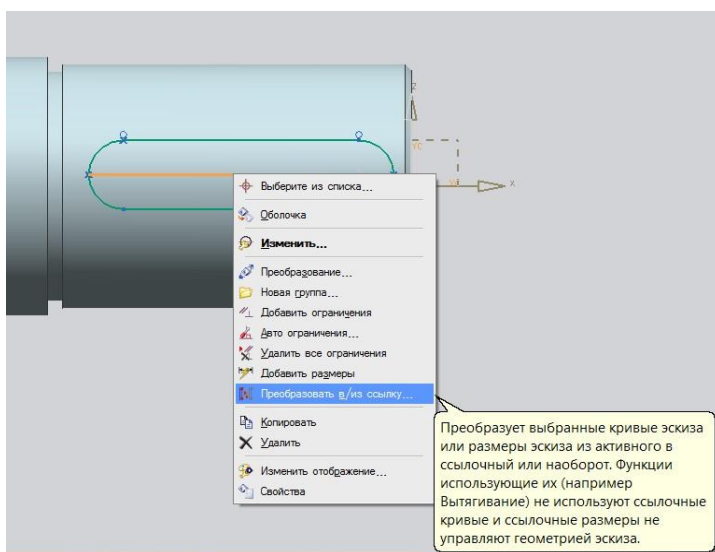 Z
YC
X
Выберите из списка...
Оболочка
Изменить...
Преобразование...
Новая группа...
Добавить ограничения
Авто ограничения...
Удалить все ограничения
Добавить размеры
Преобразовать в/из ссылку...
Копировать
Удалить
Изменить отображение...
Свойства
Преобразует выбранные кривые эскиза
или размеры эскиза из активного в
ссылочный или наоборот. Функции
использующие их (например
Вытягивание) не используют ссылочные
кривые и ссылочные размеры не
управляют геометрией эскиза.